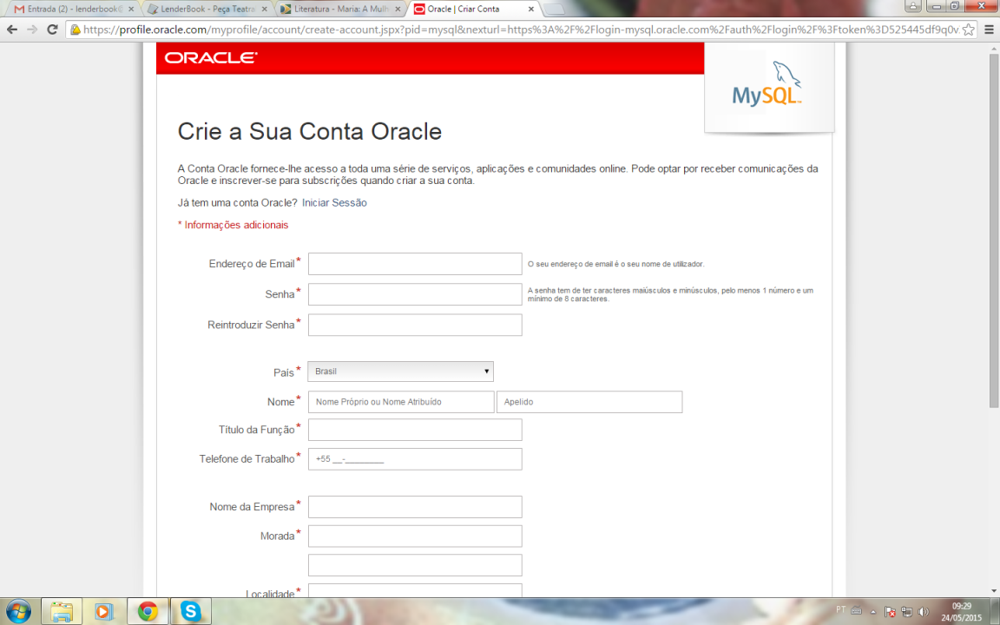 Entrada (2) - lenderbook@
LenderBook - Peça Teatra
Literatura - Maria: A Mulh
Oracle | Criar Conta
https://profile.oracle.com/myprofile/account/create-account.jspx?pid=mysql&nexturl=https%3A%2F%2Flogin-mysql.oracle.com%2Fauth%2Flogin%2F%3Ftoken%3D525445df9q0v
ORACLE
MySQL™
Crie a Sua Conta Oracle
A Conta Oracle fornece-lhe acesso a toda uma série de serviços, aplicações e comunidades online. Pode optar por receber comunicações da
Oracle e inscrever-se para subscrições quando criar a sua conta.
Já tem uma conta Oracle? Iniciar Sessão
* Informações adicionais
Endereço de Email*
O seu endereço de email é o seu nome de utilizador.
Senha*
A senha tem de ter caracteres maiúsculos e minúsculos, pelo menos 1 número e um
mínimo de 8 caracteres.
Reintroduzir Senha*
País* Brasil
Nome* Nome Próprio ou Nome Atribuído Apelido
Título da Função*
Telefone de Trabalho* +55 __-________
Nome da Empresa*
Morada*
Localidade*
PT
09:29
24/05/2015